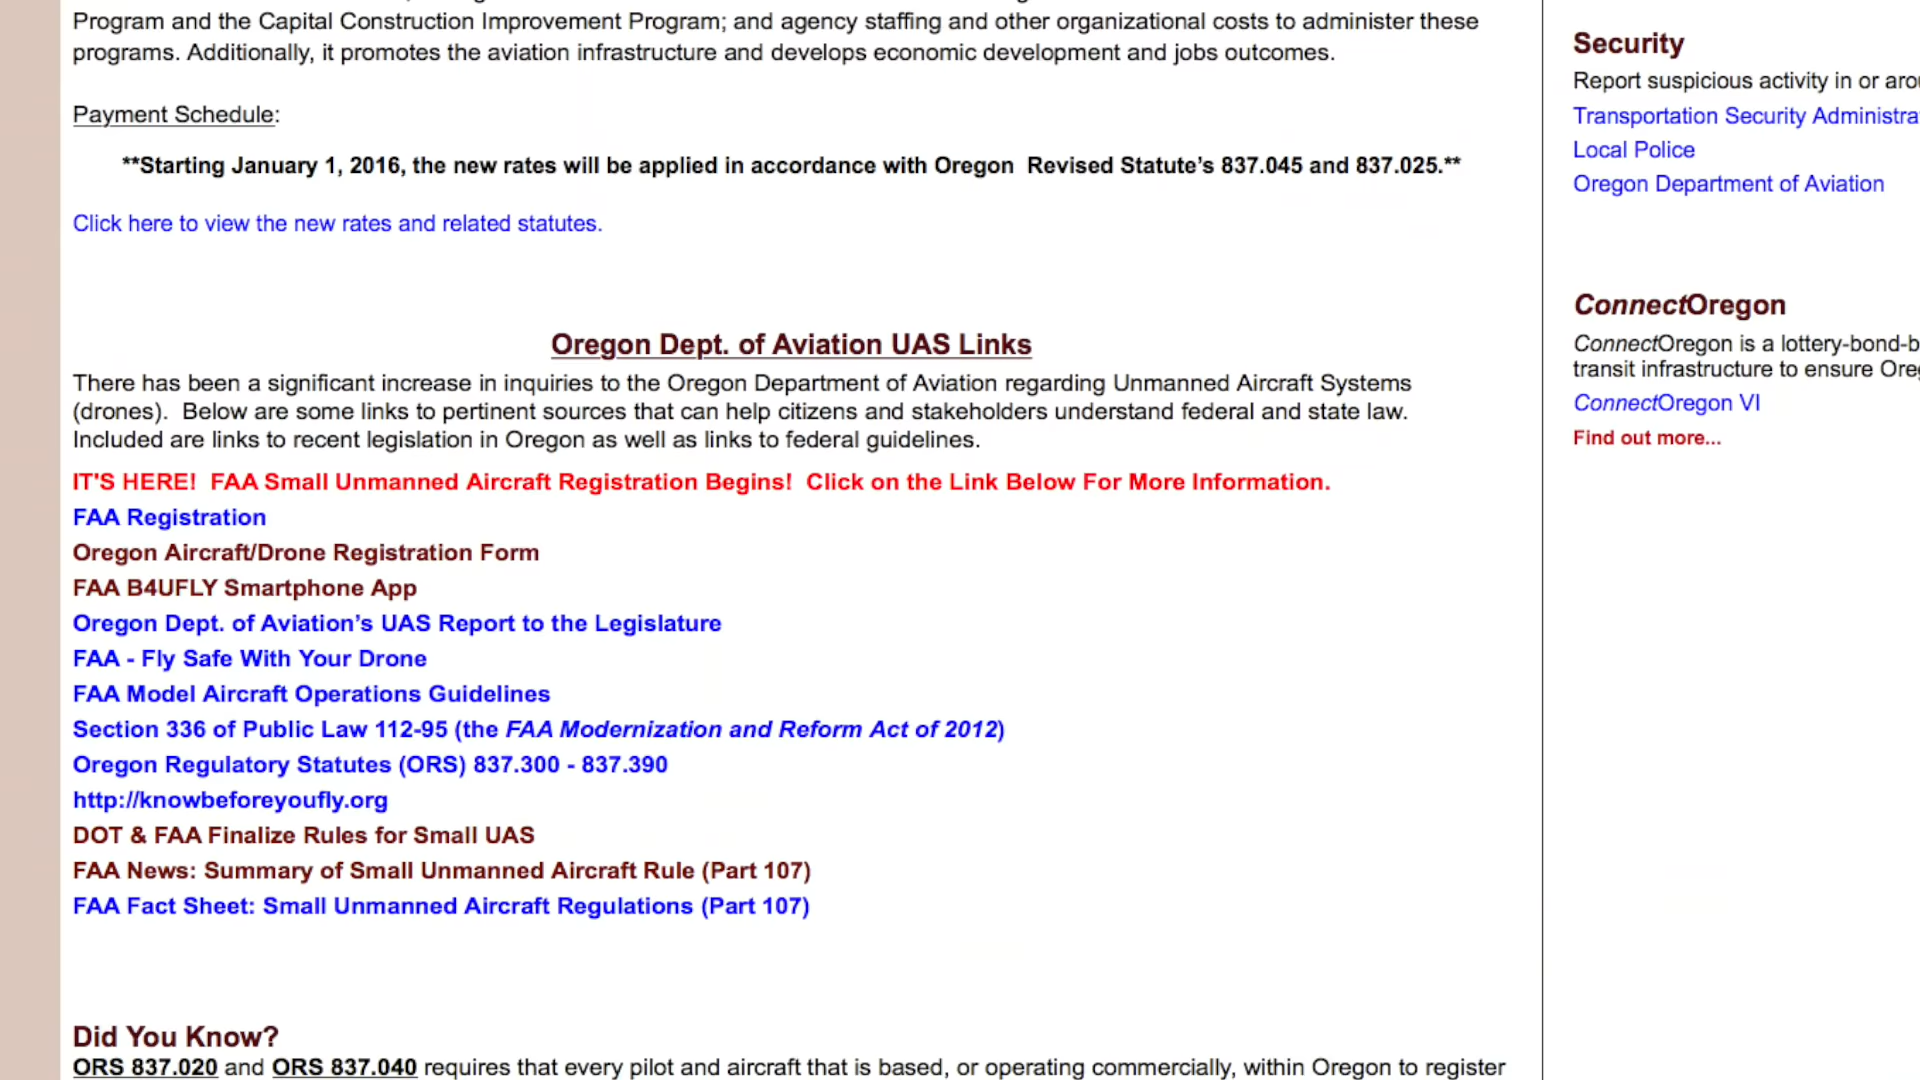 Program and the Capital Construction Improvement Program; and agency staffing and other organizational costs to administer these
programs. Additionally, it promotes the aviation infrastructure and develops economic development and jobs outcomes.
Payment Schedule:
**Starting January 1, 2016, the new rates will be applied in accordance with Oregon  Revised Statute’s 837.045 and 837.025.**
Click here to view the new rates and related statutes.
Oregon Dept. of Aviation UAS Links
There has been a significant increase in inquiries to the Oregon Department of Aviation regarding Unmanned Aircraft Systems
(drones).  Below are some links to pertinent sources that can help citizens and stakeholders understand federal and state law.
Included are links to recent legislation in Oregon as well as links to federal guidelines.
IT'S HERE!  FAA Small Unmanned Aircraft Registration Begins!  Click on the Link Below For More Information.
FAA Registration
Oregon Aircraft/Drone Registration Form
FAA B4UFLY Smartphone App
Oregon Dept. of Aviation’s UAS Report to the Legislature
FAA - Fly Safe With Your Drone
FAA Model Aircraft Operations Guidelines
Section 336 of Public Law 112-95 (the FAA Modernization and Reform Act of 2012)
Oregon Regulatory Statutes (ORS) 837.300 - 837.390
http://knowbeforeyoufly.org
DOT & FAA Finalize Rules for Small UAS
FAA News: Summary of Small Unmanned Aircraft Rule (Part 107)
FAA Fact Sheet: Small Unmanned Aircraft Regulations (Part 107)
Did You Know?
ORS 837.020 and ORS 837.040 requires that every pilot and aircraft that is based, or operating commercially, within Oregon to register
Security
Report suspicious activity in or
Transportation Security
Local Police
Oregon Department of Aviation
ConnectOregon
ConnectOregon is a
transit infrastructure to ensure
ConnectOregon VI
Find out more...